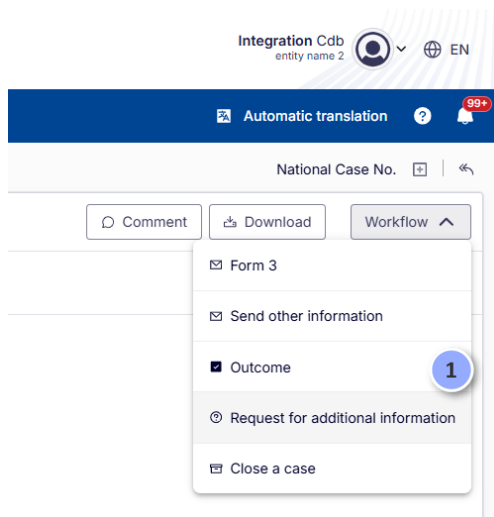 Integration Cdb
entity name 2
EN
Automatic translation
?
99+
National Case No.
Comment
Download
Workflow
Form 3
Send other information
Outcome
1
Request for additional information
Close a case